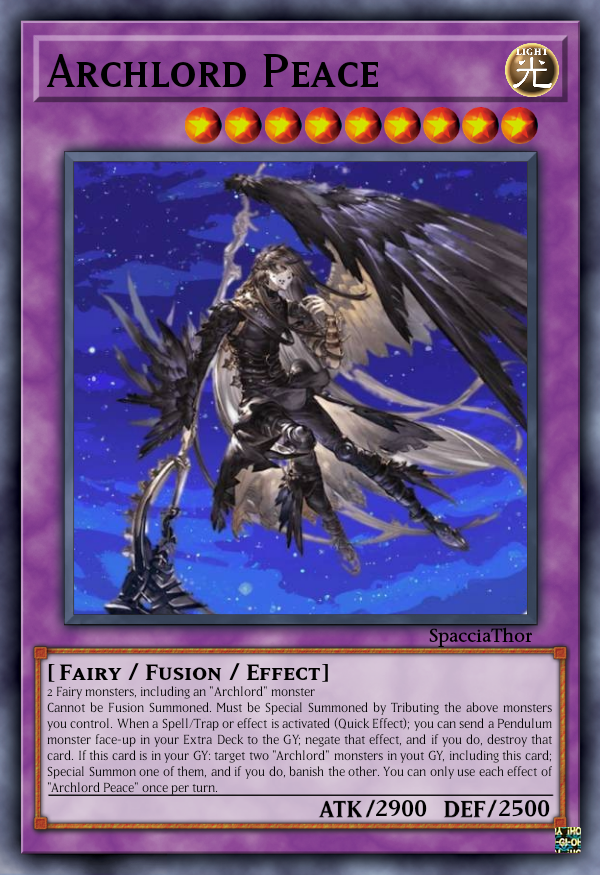 Archlord Peace
LIGHT
光
SpacciaThor
[ Fairy / Fusion / Effect]
2 Fairy monsters, including an "Archlord" monster
Cannot be Fusion Summoned. Must be Special Summoned by Tributing the above monsters
you control. When a Spell/Trap or effect is activated (Quick Effect); you can send a Pendulum
monster face-up in your Extra Deck to the GY; negate that effect, and if you do, destroy that
card. If this card is in your GY: target two "Archlord" monsters in yout GY, including this card;
Special Summon one of them, and if you do, banish the other. You can only use each effect of
"Archlord Peace" once per turn.
ATK/2900 DEF/2500